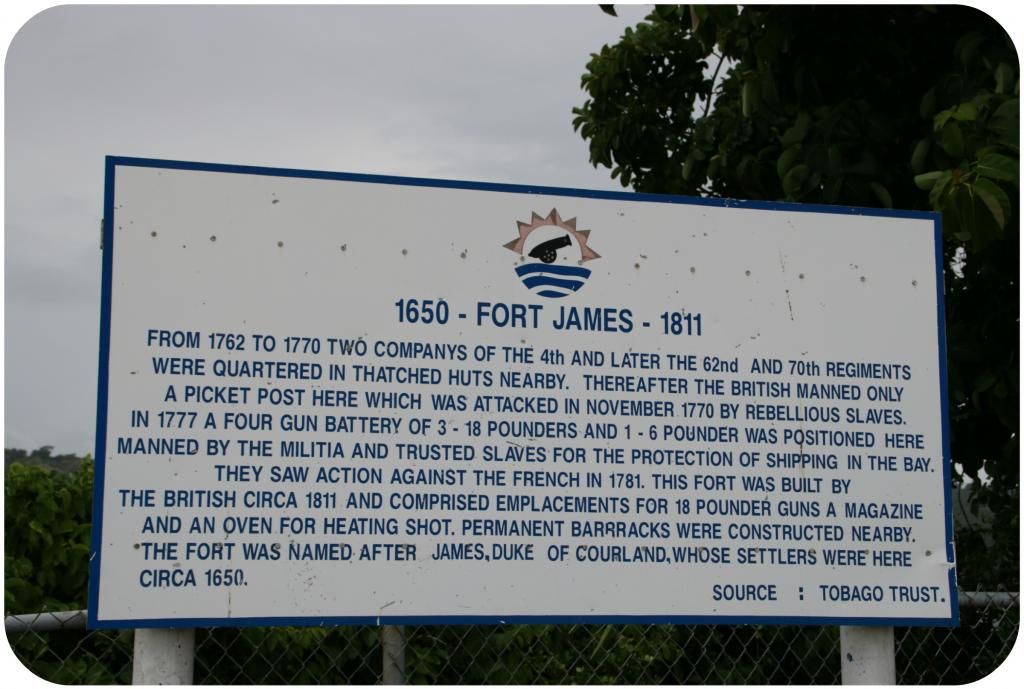 1650 - FORT JAMES - 1811
FROM 1762 TO 1770 TWO COMPANYS OF THE 4th AND LATER THE 62nd AND 70th REGIMENTS
WERE QUARTERED IN THATCHED HUTS NEARBY. THEREAFTER THE BRITISH MANNED ONLY
A PICKET POST HERE WHICH WAS ATTACKED IN NOVEMBER 1770 BY REBELLIOUS SLAVES.
IN 1777 A FOUR GUN BATTERY OF 3 - 18 POUNDERS AND 1 - 6 POUNDER WAS POSITIONED HERE
MANNED BY THE MILITIA AND TRUSTED SLAVES FOR THE PROTECTION OF SHIPPING IN THE BAY.
THEY SAW ACTION AGAINST THE FRENCH IN 1781. THIS FORT WAS BUILT BY
THE BRITISH CIRCA 1811 AND COMPRISED EMPLACEMENTS FOR 18 POUNDER GUNS A MAGAZINE
AND AN OVEN FOR HEATING SHOT. PERMANENT BARRRACKS WERE CONSTRUCTED NEARBY.
THE FORT WAS NAMED AFTER JAMES,DUKE OF COURLAND,WHOSE SETTLERS WERE HERE
CIRCA 1650.
SOURCE : TOBAGO TRUST.